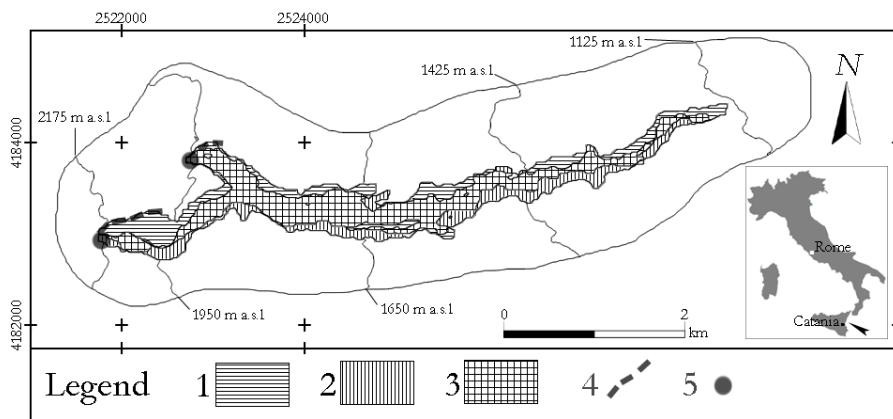 2522000 2524000
1125 m a.s.l
1425 m a.s.l
2175 m a.s.l
N
4184000
Rome
1950 m a.s.l
1650 m a.s.l
0 2
km
Catania
4182000
Legend 1 2 3 4 5